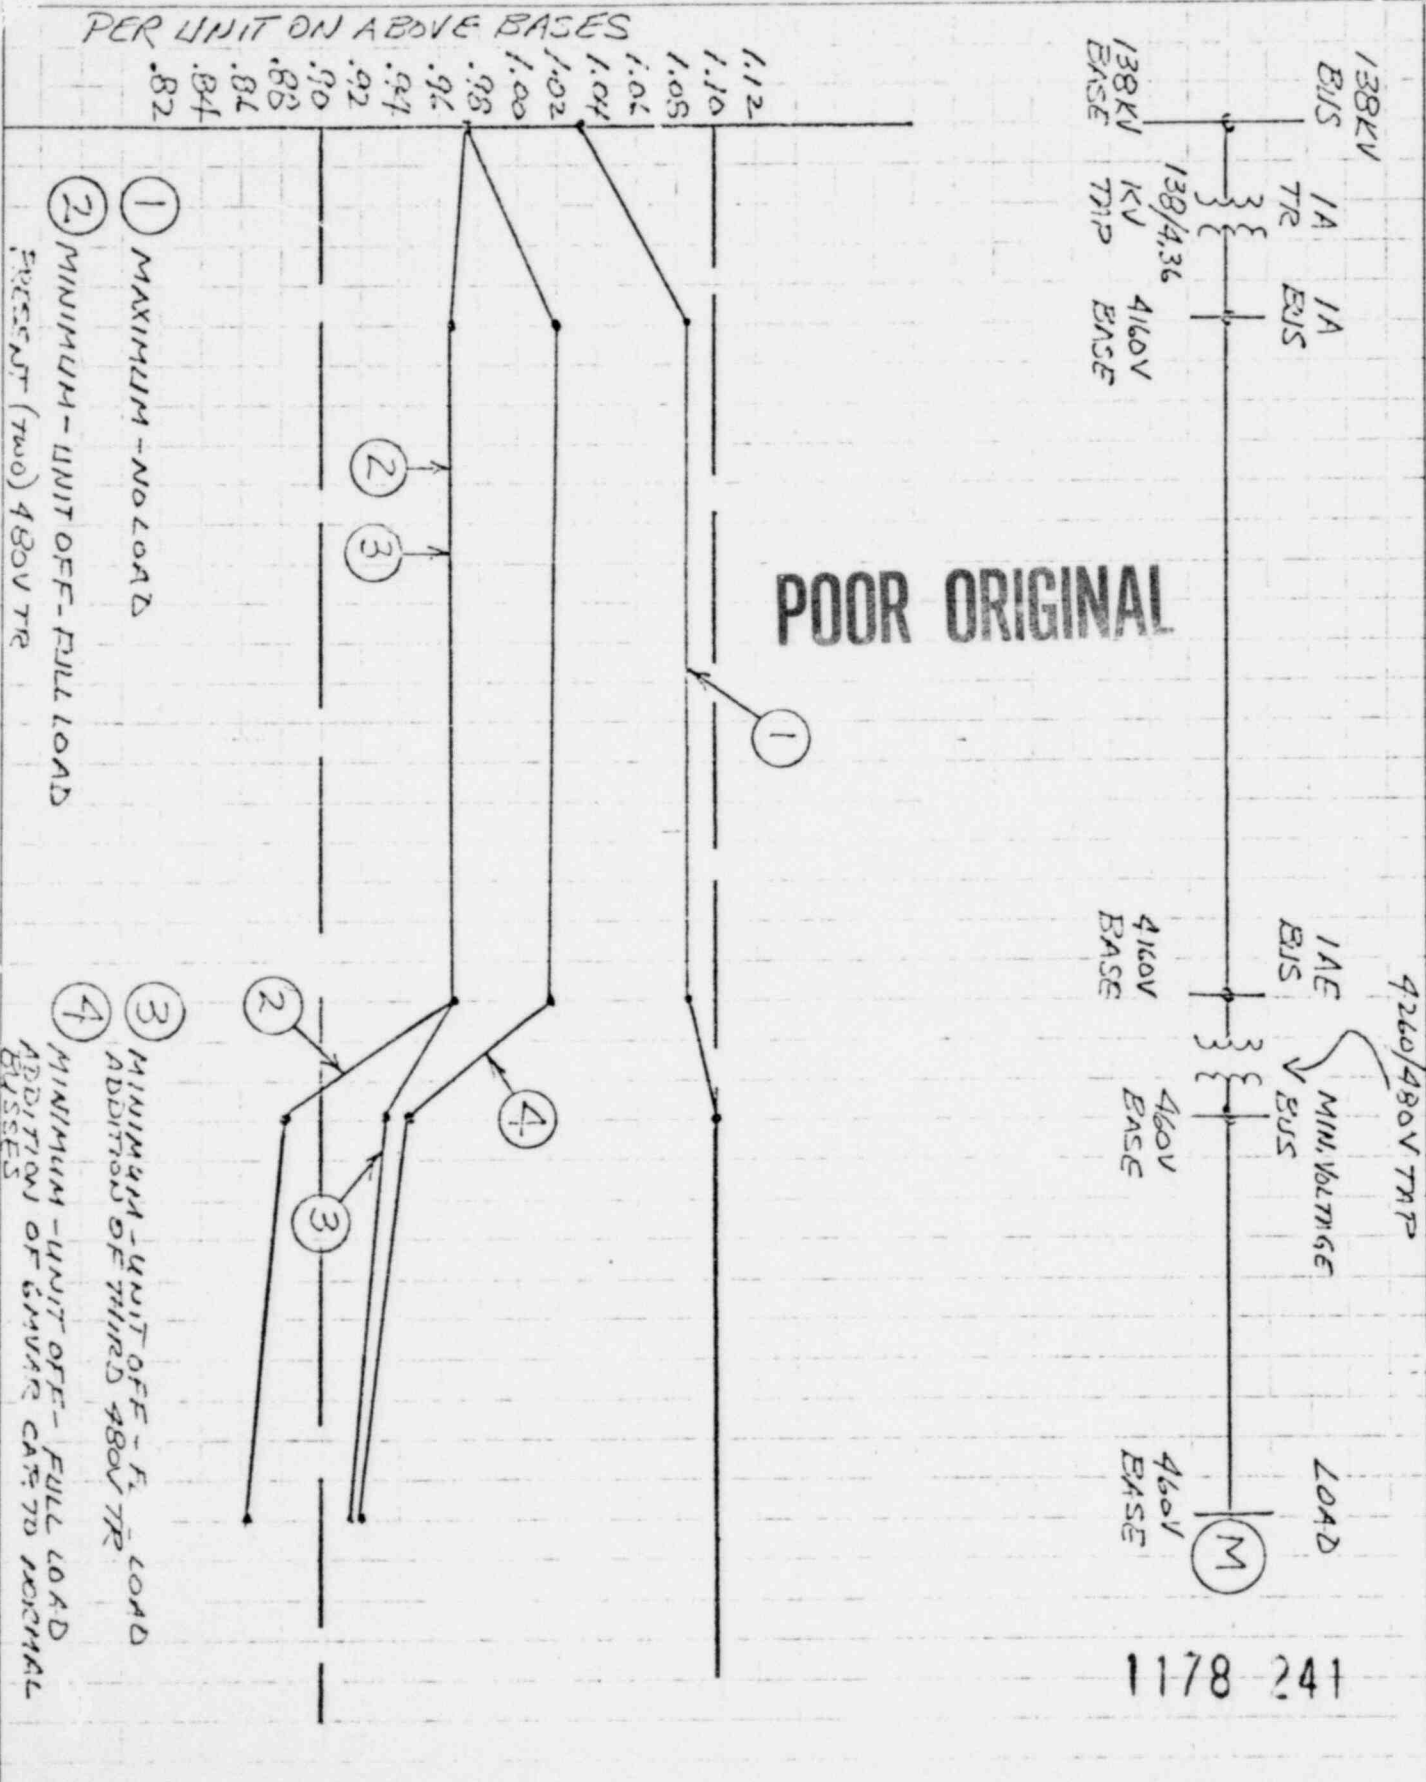 4260/480V TAP
138KV
BUS
1A
TR
1A
BUS
1AE
BUS
MIN. VOLTAGE
BUS
LOAD
M
138KV
BASE
138/4.36
KV
TAP
4160V
BASE
4160V
BASE
460V
BASE
460V
BASE
1178 241
POOR ORIGINAL
PER UNIT ON ABOVE BASES
1.12
1.10
1.08
1.06
1.04
1.02
1.00
.98
.96
.94
.92
.90
.88
.86
.84
.82
1
2
3
4
2
3
1 MAXIMUM - NO LOAD
2 MINIMUM - UNIT OFF - FULL LOAD
PRESENT (TWO) 480V TR
3 MINIMUM - UNIT OFF - F. LOAD
ADDITION OF THIRD 480V TR
4 MINIMUM - UNIT OFF - FULL LOAD
ADDITION OF 6MVAR CAP. TO NORMAL
BUSSES